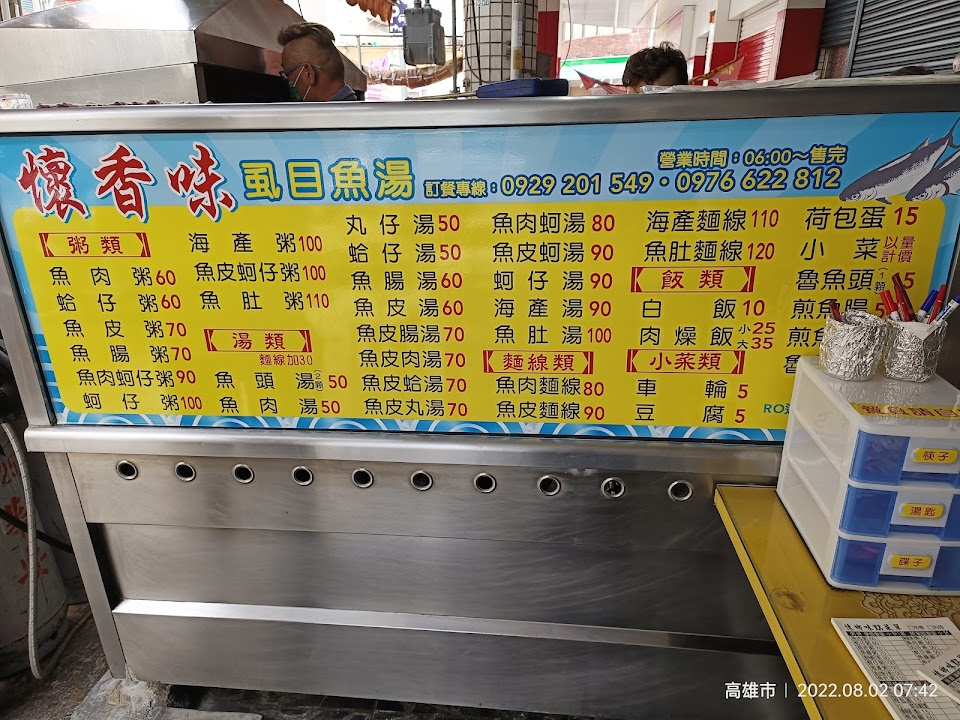 懷香味 虱目魚湯
營業時間：06:00～售完
訂餐專線：0929 201 549・0976 622 812
粥類
魚肉粥60
蛤仔粥60
魚皮粥70
魚腸粥70
魚肉蚵仔粥90
蚵仔粥100
海產粥100
魚皮蚵仔粥100
魚肚粥110
湯類
麵線加30
魚頭湯(2顆)50
魚肉湯50
丸仔湯50
蛤仔湯50
魚腸湯60
魚皮湯60
魚皮腸湯70
魚皮肉湯70
魚皮蛤湯70
魚皮丸湯70
魚肉蚵湯80
魚皮蚵湯90
蚵仔湯90
海產湯90
魚肚湯100
麵線類
魚肉麵線80
魚皮麵線90
海產麵線110
魚肚麵線120
飯類
白飯10
肉燥飯小25大35
小菜類
車輪5
豆腐5
荷包蛋15
小菜以量計價
魯魚頭(1顆)
煎魚腸
煎魚
魯
RO
筷子
湯匙
碟子
高雄市｜2022.08.02 07:42